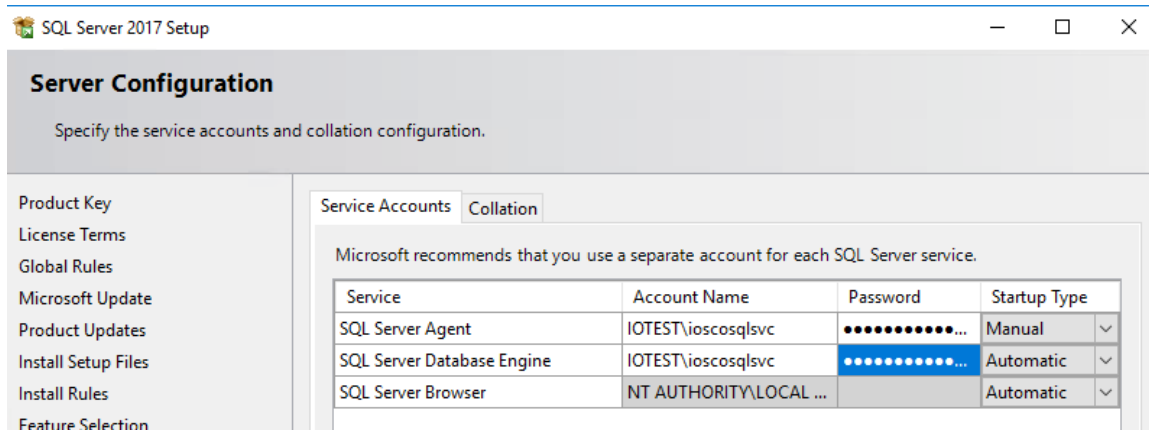 SQL Server 2017 Setup
Server Configuration
Specify the service accounts and collation configuration.
Product Key
License Terms
Global Rules
Microsoft Update
Product Updates
Install Setup Files
Install Rules
Feature Selection
Service Accounts Collation
Microsoft recommends that you use a separate account for each SQL Server service.
Service Account Name Password Startup Type
SQL Server Agent IOTEST\ioscosqlsvc ●●●●●●●●●●●... Manual
SQL Server Database Engine IOTEST\ioscosqlsvc ●●●●●●●●●●●... Automatic
SQL Server Browser NT AUTHORITY\LOCAL ... Automatic